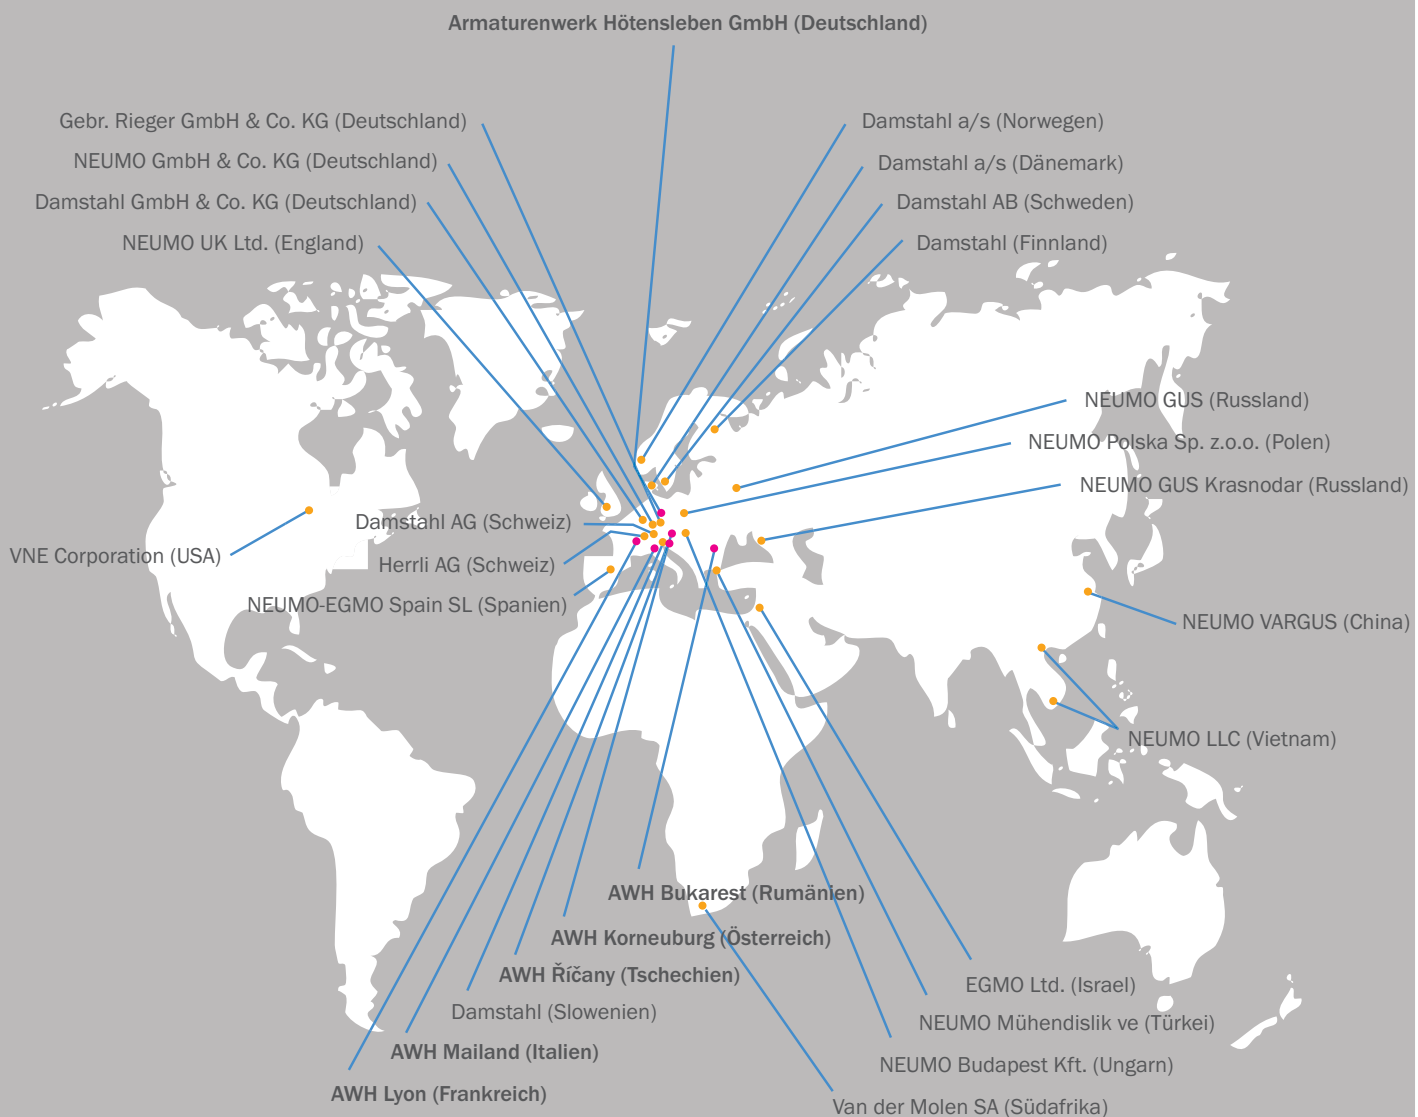 Armaturenwerk Hötensleben GmbH (Deutschland)
Gebr. Rieger GmbH & Co. KG (Deutschland)
NEUMO GmbH & Co. KG (Deutschland)
Damstahl GmbH & Co. KG (Deutschland)
NEUMO UK Ltd. (England)
Damstahl a/s (Norwegen)
Damstahl a/s (Dänemark)
Damstahl AB (Schweden)
Damstahl (Finnland)
NEUMO GUS (Russland)
NEUMO Polska Sp. z.o.o. (Polen)
NEUMO GUS Krasnodar (Russland)
Damstahl AG (Schweiz)
VNE Corporation (USA)
Herrli AG (Schweiz)
NEUMO-EGMO Spain SL (Spanien)
NEUMO VARGUS (China)
NEUMO LLC (Vietnam)
AWH Bukarest (Rumänien)
AWH Korneuburg (Österreich)
AWH Říčany (Tschechien)
Damstahl (Slowenien)
AWH Mailand (Italien)
AWH Lyon (Frankreich)
EGMO Ltd. (Israel)
NEUMO Mühendislik ve (Türkei)
NEUMO Budapest Kft. (Ungarn)
Van der Molen SA (Südafrika)